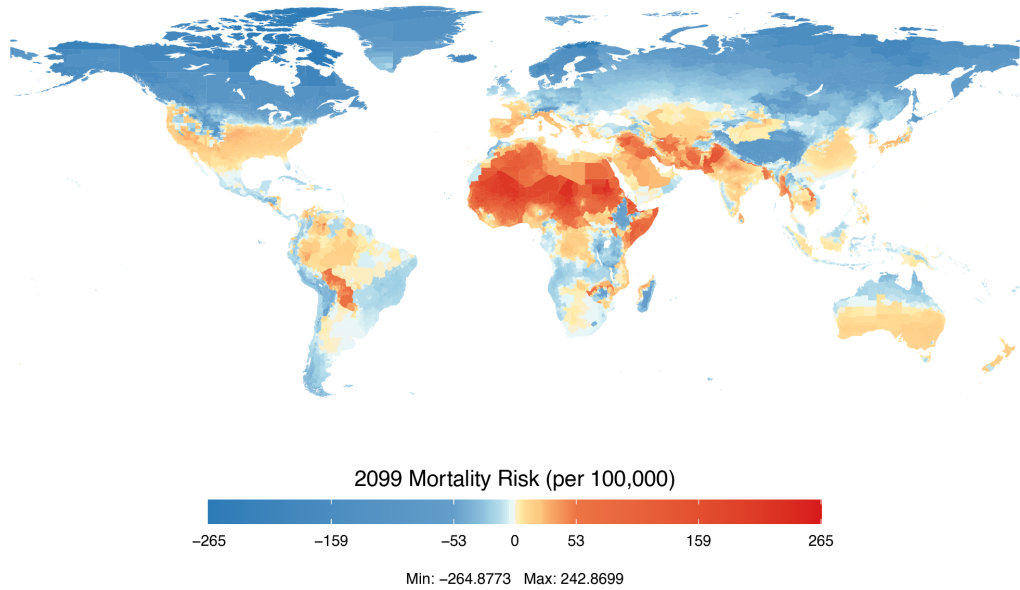 2099 Mortality Risk (per 100,000)
−265 −159 −53 0 53 159 265
Min: −264.8773 Max: 242.8699